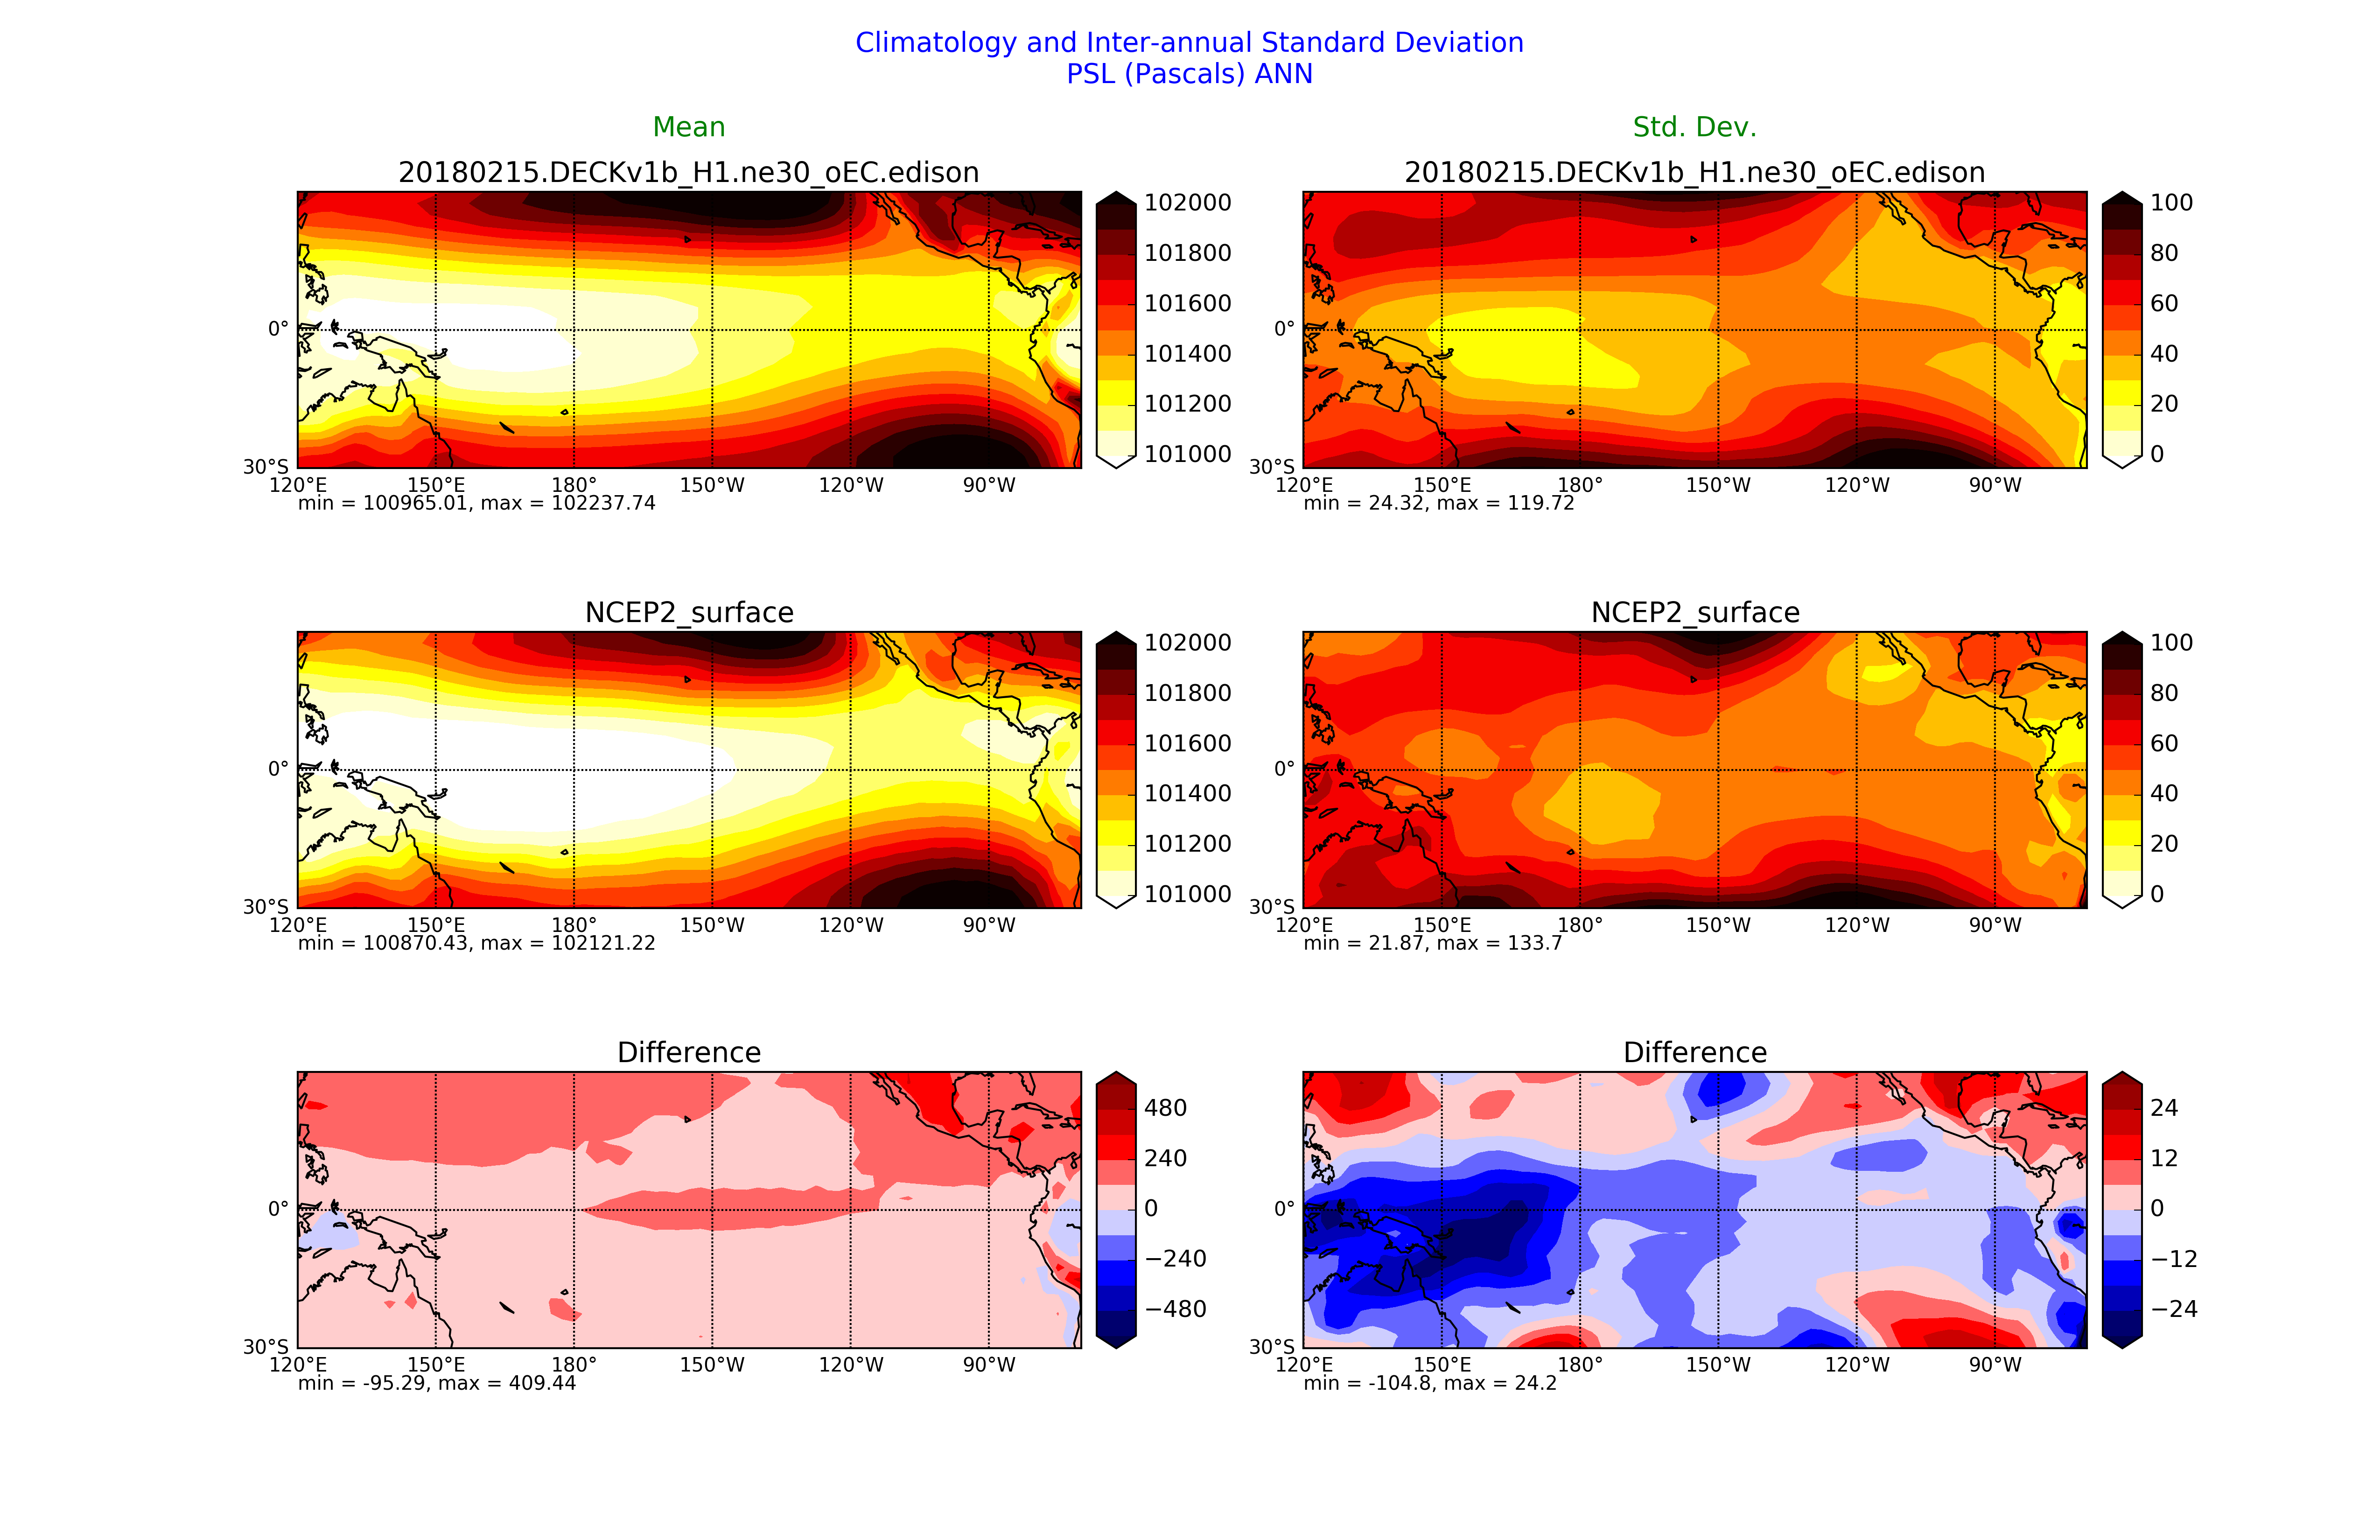 Climatology and Inter-annual Standard Deviation
PSL (Pascals) ANN
Mean
Std. Dev.
20180215.DECKv1b_H1.ne30_oEC.edison
102000
101800
101600
101400
101200
101000
0°
30°S
120°E 150°E 180° 150°W 120°W 90°W
min = 100965.01, max = 102237.74
20180215.DECKv1b_H1.ne30_oEC.edison
100
80
60
40
20
0
0°
30°S
120°E 150°E 180° 150°W 120°W 90°W
min = 24.32, max = 119.72
NCEP2_surface
102000
101800
101600
101400
101200
101000
0°
30°S
120°E 150°E 180° 150°W 120°W 90°W
min = 100870.43, max = 102121.22
NCEP2_surface
100
80
60
40
20
0
0°
30°S
120°E 150°E 180° 150°W 120°W 90°W
min = 21.87, max = 133.7
Difference
480
240
0
−240
−480
0°
30°S
120°E 150°E 180° 150°W 120°W 90°W
min = -95.29, max = 409.44
Difference
24
12
0
−12
−24
0°
30°S
120°E 150°E 180° 150°W 120°W 90°W
min = -104.8, max = 24.2